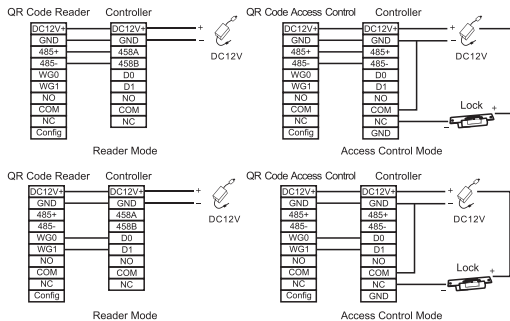 QR Code Reader Controller
DC12V+ DC12V+ +
GND GND -
DC12V
485+ 458A
485- 458B
WG0 D0
WG1 D1
NO NO
COM COM
NC NC
Config
Reader Mode
QR Code Access Control Controller
DC12V+ DC12V+ +
GND GND -
DC12V
485+ 485+
485- 485-
WG0 D0
WG1 D1
NO NO
COM COM
Lock +
NC NC -
Config GND
Access Control Mode
QR Code Reader Controller
DC12V+ DC12V+ +
GND GND -
DC12V
485+ 458A
485- 458B
WG0 D0
WG1 D1
NO NO
COM COM
NC NC
Config
Reader Mode
QR Code Access Control Controller
DC12V+ DC12V+ +
GND GND -
DC12V
485+ 485+
485- 485-
WG0 D0
WG1 D1
NO NO
COM COM
Lock +
NC NC -
Config GND
Access Control Mode